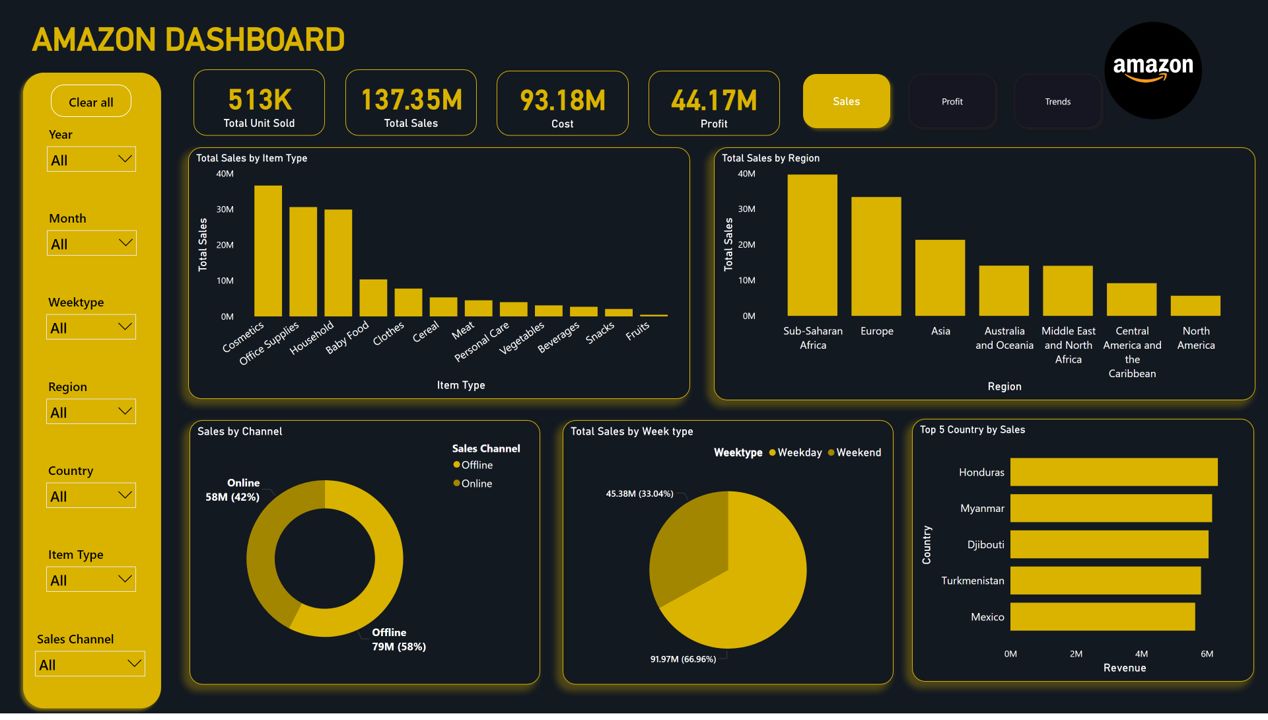 AMAZON DASHBOARD
amazon
Clear all
Year
All
Month
All
Weektype
All
Region
All
Country
All
Item Type
All
Sales Channel
All
513K
Total Unit Sold
137.35M
Total Sales
93.18M
Cost
44.17M
Profit
Sales
Profit
Trends
Total Sales by Item Type
Total Sales
40M
30M
20M
10M
0M
Cosmetics
Office Supplies
Household
Baby Food
Clothes
Cereal
Meat
Personal Care
Vegetables
Beverages
Snacks
Fruits
Item Type
Total Sales by Region
Total Sales
40M
30M
20M
10M
0M
Sub-Saharan
Africa
Europe
Asia
Australia
and Oceania
Middle East
and North
Africa
Central
America and
the
Caribbean
North
America
Region
Sales by Channel
Sales Channel
Offline
Online
Online
58M (42%)
Offline
79M (58%)
Total Sales by Week type
Weektype Weekday Weekend
45.38M (33.04%)
91.97M (66.96%)
Top 5 Country by Sales
Country
Honduras
Myanmar
Djibouti
Turkmenistan
Mexico
0M 2M 4M 6M
Revenue